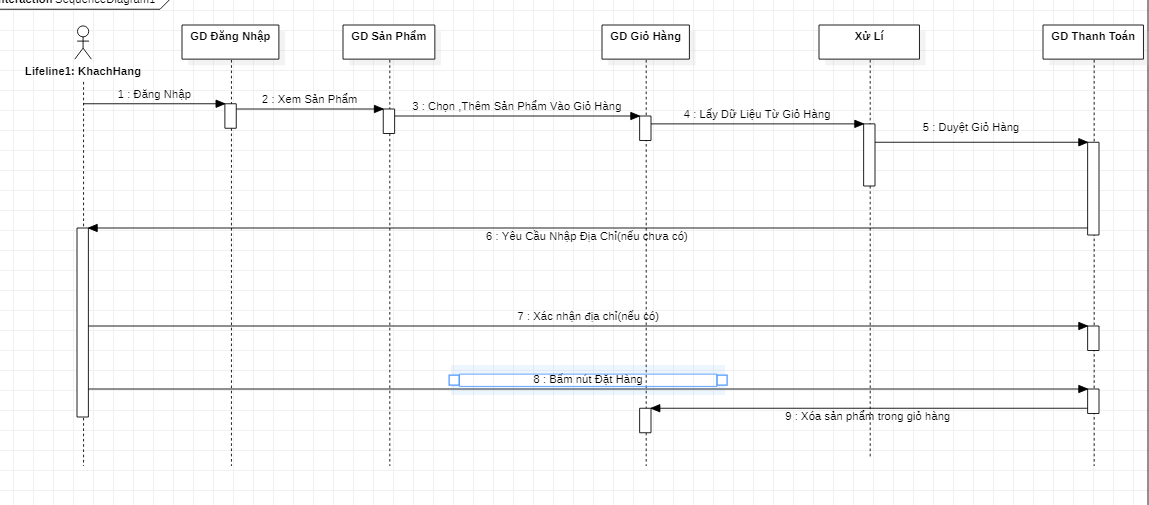 interaction SequenceDiagram1
GD Đăng Nhập
GD Sản Phẩm
GD Giỏ Hàng
Xử Lí
GD Thanh Toán
Lifeline1: KhachHang
1 : Đăng Nhập
2 : Xem Sản Phẩm
3 : Chọn ,Thêm Sản Phẩm Vào Giỏ Hàng
4 : Lấy Dữ Liệu Từ Giỏ Hàng
5 : Duyệt Giỏ Hàng
6 : Yêu Cầu Nhập Địa Chỉ(nếu chưa có)
7 : Xác nhận địa chỉ(nếu có)
8 : Bấm nút Đặt Hàng
9 : Xóa sản phẩm trong giỏ hàng